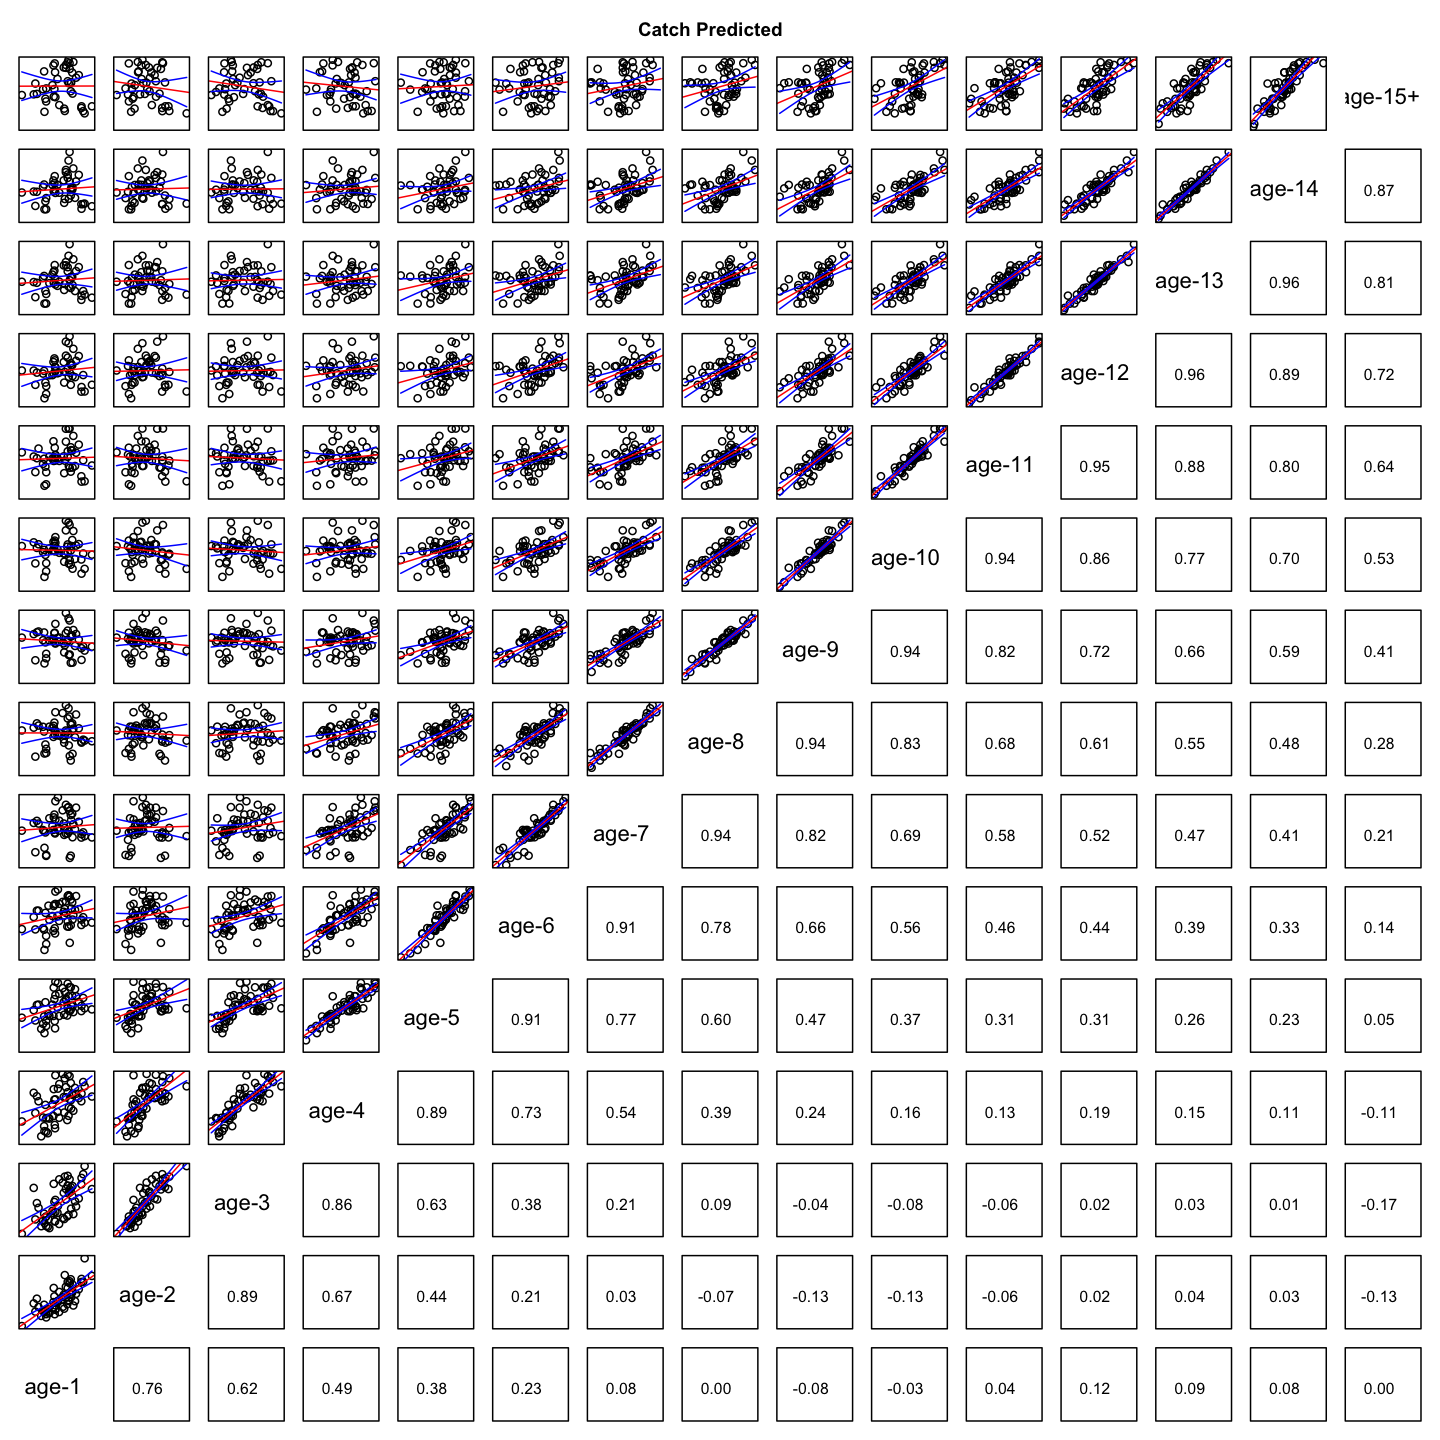 Catch Predicted
age-15+
age-14 0.87
age-13 0.96 0.81
age-12 0.96 0.89 0.72
age-11 0.95 0.88 0.80 0.64
age-10 0.94 0.86 0.77 0.70 0.53
age-9 0.94 0.82 0.72 0.66 0.59 0.41
age-8 0.94 0.83 0.68 0.61 0.55 0.48 0.28
age-7 0.94 0.82 0.69 0.58 0.52 0.47 0.41 0.21
age-6 0.91 0.78 0.66 0.56 0.46 0.44 0.39 0.33 0.14
age-5 0.91 0.77 0.60 0.47 0.37 0.31 0.31 0.26 0.23 0.05
age-4 0.89 0.73 0.54 0.39 0.24 0.16 0.13 0.19 0.15 0.11 -0.11
age-3 0.86 0.63 0.38 0.21 0.09 -0.04 -0.08 -0.06 0.02 0.03 0.01 -0.17
age-2 0.89 0.67 0.44 0.21 0.03 -0.07 -0.13 -0.13 -0.06 0.02 0.04 0.03 -0.13
age-1 0.76 0.62 0.49 0.38 0.23 0.08 0.00 -0.08 -0.03 0.04 0.12 0.09 0.08 0.00